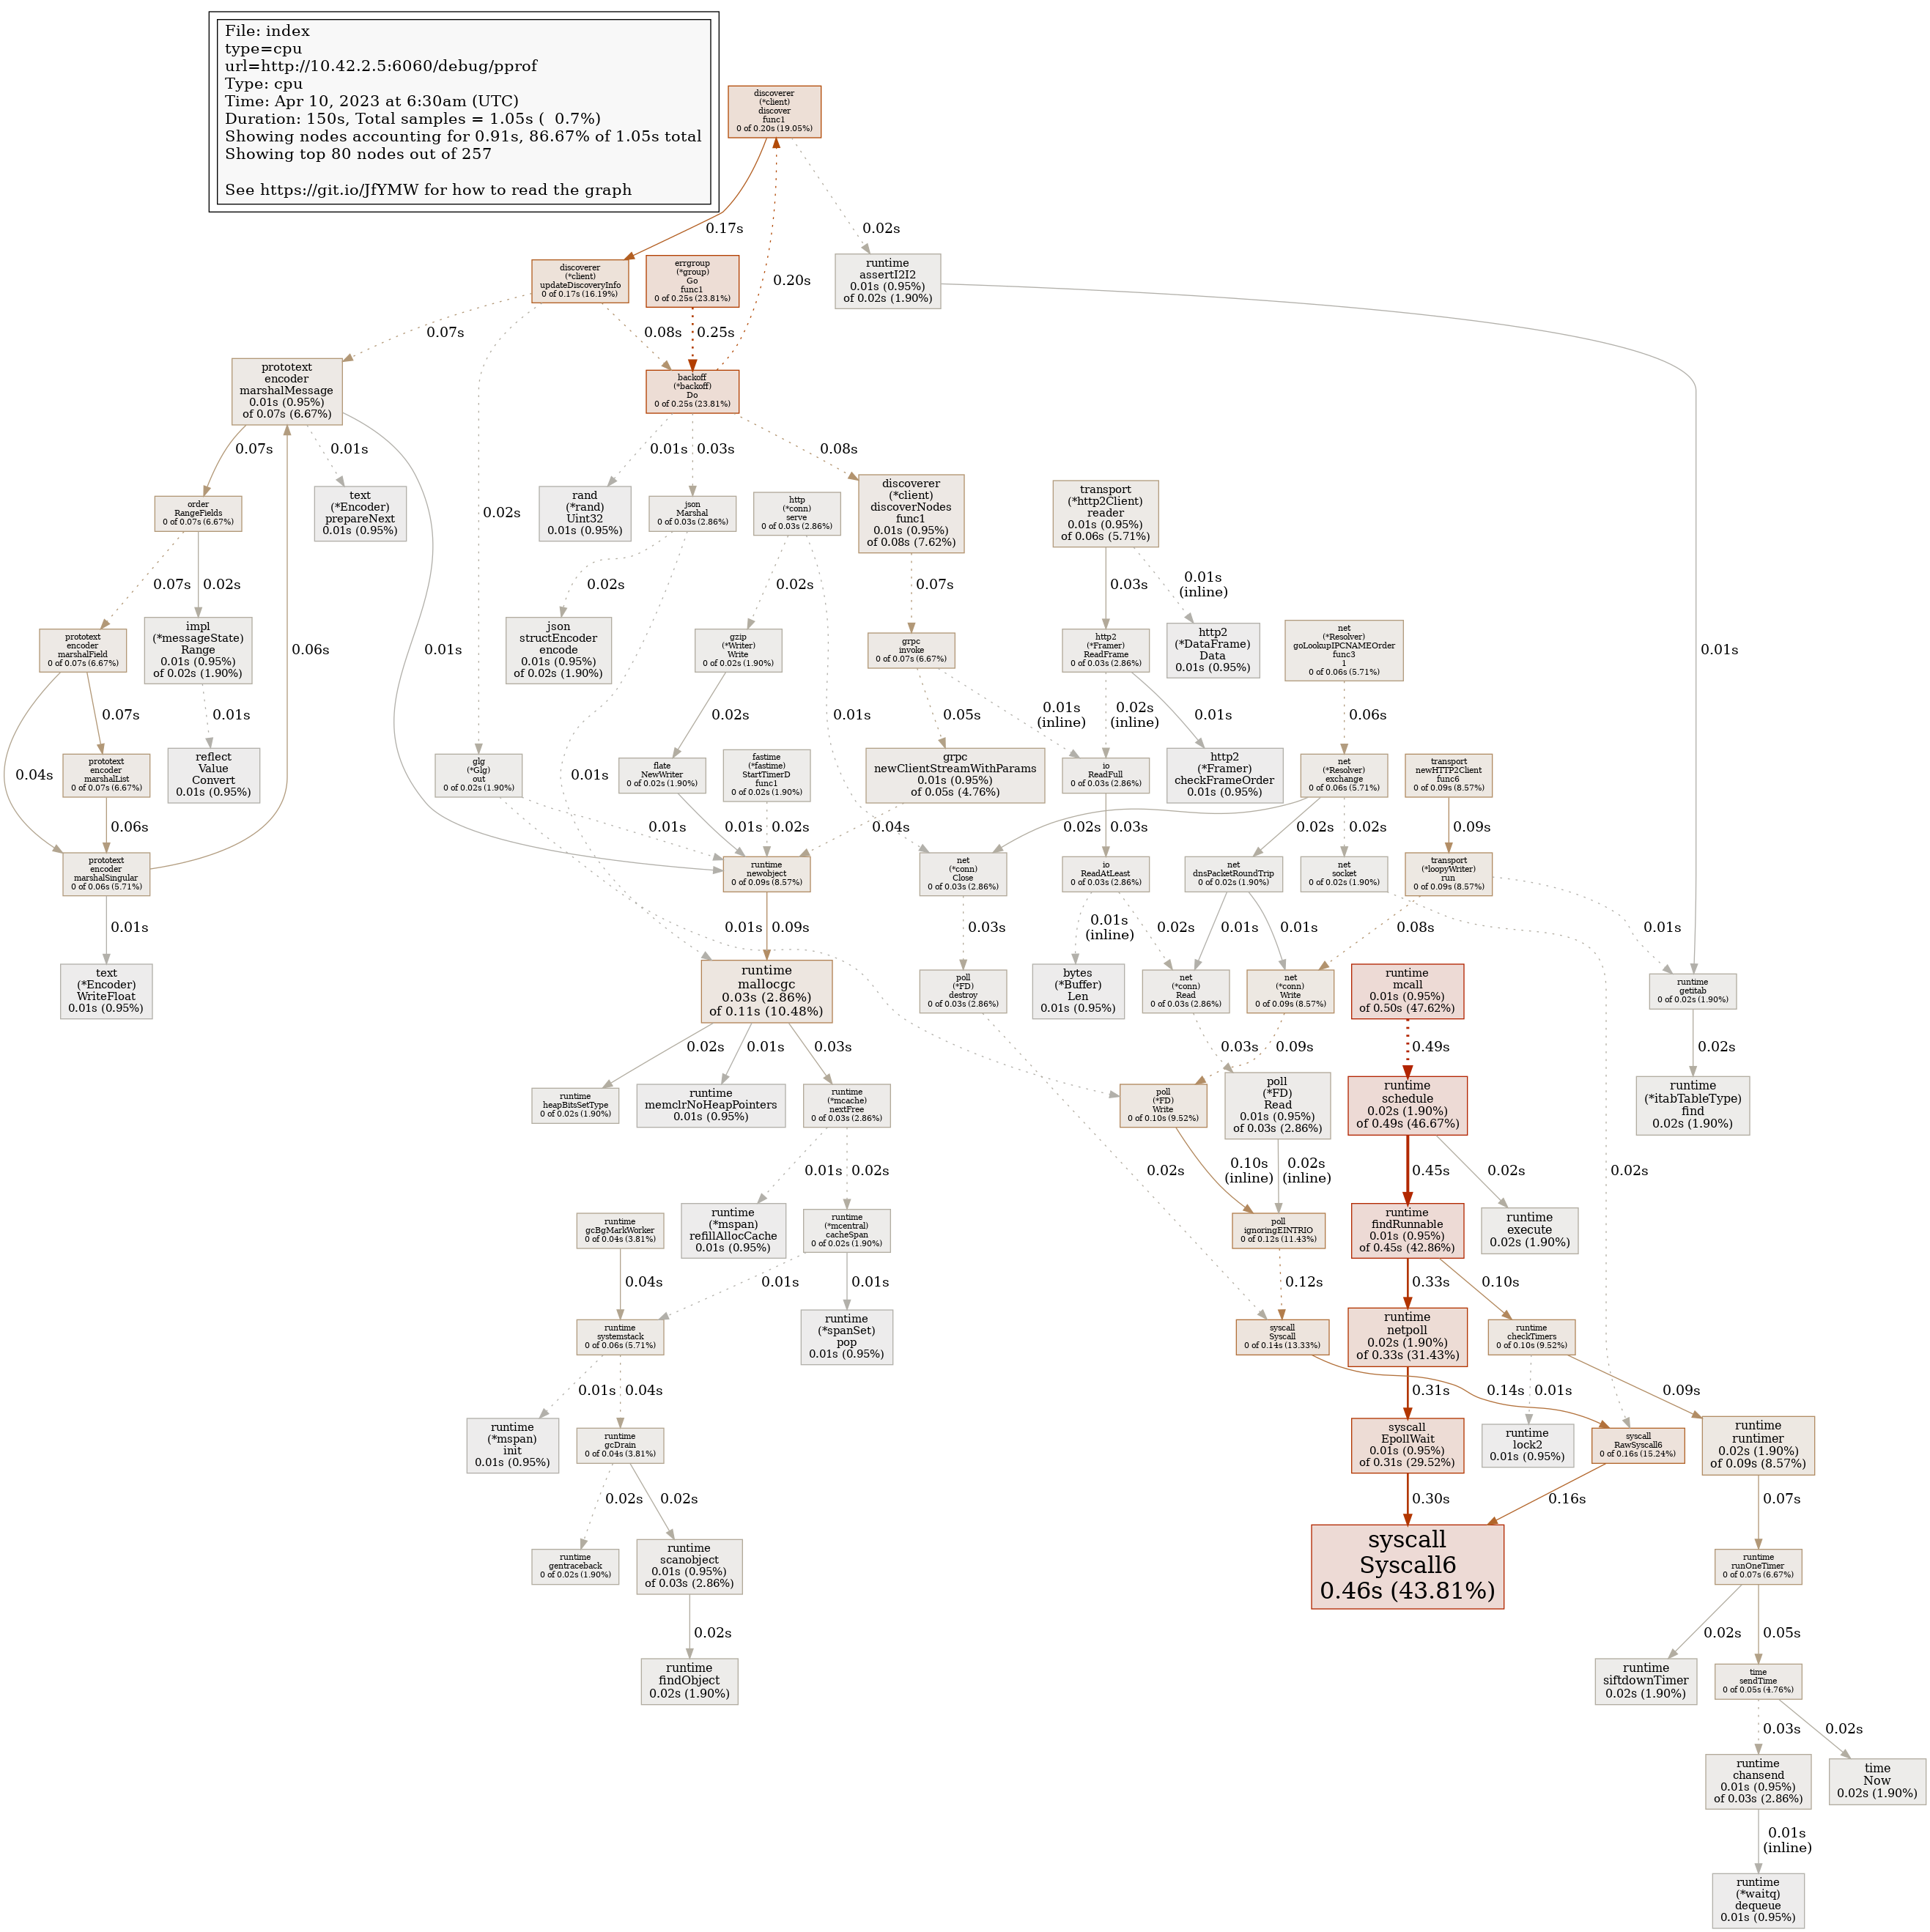 File: index
type=cpu
url=http://10.42.2.5:6060/debug/pprof
Type: cpu
Time: Apr 10, 2023 at 6:30am (UTC)
Duration: 150s, Total samples = 1.05s (  0.7%)
Showing nodes accounting for 0.91s, 86.67% of 1.05s total
Showing top 80 nodes out of 257
See https://git.io/JfYMW for how to read the graph
discoverer
(*client)
discover
func1
0 of 0.20s (19.05%)
0.17s
0.02s
discoverer
(*client)
updateDiscoveryInfo
0 of 0.17s (16.19%)
errgroup
(*group)
Go
func1
0 of 0.25s (23.81%)
0.20s
runtime
assertI2I2
0.01s (0.95%)
of 0.02s (1.90%)
0.07s
0.08s
0.25s
prototext
encoder
marshalMessage
0.01s (0.95%)
of 0.07s (6.67%)
backoff
(*backoff)
Do
0 of 0.25s (23.81%)
0.07s
0.01s
0.01s
0.03s
0.08s
order
RangeFields
0 of 0.07s (6.67%)
text
(*Encoder)
prepareNext
0.01s (0.95%)
0.02s
rand
(*rand)
Uint32
0.01s (0.95%)
json
Marshal
0 of 0.03s (2.86%)
http
(*conn)
serve
0 of 0.03s (2.86%)
discoverer
(*client)
discoverNodes
func1
0.01s (0.95%)
of 0.08s (7.62%)
transport
(*http2Client)
reader
0.01s (0.95%)
of 0.06s (5.71%)
0.07s
0.02s
0.02s
0.02s
0.07s
0.03s
0.01s
(inline)
prototext
encoder
marshalField
0 of 0.07s (6.67%)
impl
(*messageState)
Range
0.01s (0.95%)
of 0.02s (1.90%)
0.06s
0.01s
json
structEncoder
encode
0.01s (0.95%)
of 0.02s (1.90%)
gzip
(*Writer)
Write
0 of 0.02s (1.90%)
grpc
invoke
0 of 0.07s (6.67%)
http2
(*Framer)
ReadFrame
0 of 0.03s (2.86%)
http2
(*DataFrame)
Data
0.01s (0.95%)
net
(*Resolver)
goLookupIPCNAMEOrder
func3
1
0 of 0.06s (5.71%)
0.01s
0.07s
0.01s
0.02s
0.01s
0.05s
0.01s
(inline)
0.02s
(inline)
0.01s
0.06s
0.04s
prototext
encoder
marshalList
0 of 0.07s (6.67%)
reflect
Value
Convert
0.01s (0.95%)
glg
(*Glg)
out
0 of 0.02s (1.90%)
0.01s
flate
NewWriter
0 of 0.02s (1.90%)
fastime
(*fastime)
StartTimerD
func1
0 of 0.02s (1.90%)
grpc
newClientStreamWithParams
0.01s (0.95%)
of 0.05s (4.76%)
io
ReadFull
0 of 0.03s (2.86%)
http2
(*Framer)
checkFrameOrder
0.01s (0.95%)
net
(*Resolver)
exchange
0 of 0.06s (5.71%)
transport
newHTTP2Client
func6
0 of 0.09s (8.57%)
0.06s
0.01s
0.01s
0.02s
0.04s
0.03s
0.02s
0.02s
0.02s
0.09s
prototext
encoder
marshalSingular
0 of 0.06s (5.71%)
runtime
newobject
0 of 0.09s (8.57%)
net
(*conn)
Close
0 of 0.03s (2.86%)
io
ReadAtLeast
0 of 0.03s (2.86%)
net
dnsPacketRoundTrip
0 of 0.02s (1.90%)
net
socket
0 of 0.02s (1.90%)
transport
(*loopyWriter)
run
0 of 0.09s (8.57%)
0.01s
0.01s
0.09s
0.03s
0.01s
(inline)
0.02s
0.01s
0.01s
0.08s
0.01s
text
(*Encoder)
WriteFloat
0.01s (0.95%)
runtime
mallocgc
0.03s (2.86%)
of 0.11s (10.48%)
poll
(*FD)
destroy
0 of 0.03s (2.86%)
bytes
(*Buffer)
Len
0.01s (0.95%)
net
(*conn)
Read
0 of 0.03s (2.86%)
net
(*conn)
Write
0 of 0.09s (8.57%)
runtime
mcall
0.01s (0.95%)
of 0.50s (47.62%)
runtime
getitab
0 of 0.02s (1.90%)
0.02s
0.01s
0.03s
0.03s
0.09s
0.49s
0.02s
runtime
heapBitsSetType
0 of 0.02s (1.90%)
runtime
memclrNoHeapPointers
0.01s (0.95%)
runtime
(*mcache)
nextFree
0 of 0.03s (2.86%)
poll
(*FD)
Write
0 of 0.10s (9.52%)
poll
(*FD)
Read
0.01s (0.95%)
of 0.03s (2.86%)
runtime
schedule
0.02s (1.90%)
of 0.49s (46.67%)
runtime
(*itabTableType)
find
0.02s (1.90%)
0.01s
0.02s
0.02s
0.10s
(inline)
0.02s
(inline)
0.45s
0.02s
0.02s
runtime
gcBgMarkWorker
0 of 0.04s (3.81%)
runtime
(*mspan)
refillAllocCache
0.01s (0.95%)
runtime
(*mcentral)
cacheSpan
0 of 0.02s (1.90%)
poll
ignoringEINTRIO
0 of 0.12s (11.43%)
runtime
findRunnable
0.01s (0.95%)
of 0.45s (42.86%)
runtime
execute
0.02s (1.90%)
0.04s
0.01s
0.01s
0.12s
0.33s
0.10s
runtime
systemstack
0 of 0.06s (5.71%)
runtime
(*spanSet)
pop
0.01s (0.95%)
syscall
Syscall
0 of 0.14s (13.33%)
runtime
netpoll
0.02s (1.90%)
of 0.33s (31.43%)
runtime
checkTimers
0 of 0.10s (9.52%)
0.01s
0.04s
0.31s
0.14s
0.01s
0.09s
runtime
(*mspan)
init
0.01s (0.95%)
runtime
gcDrain
0 of 0.04s (3.81%)
syscall
EpollWait
0.01s (0.95%)
of 0.31s (29.52%)
runtime
lock2
0.01s (0.95%)
syscall
RawSyscall6
0 of 0.16s (15.24%)
runtime
runtimer
0.02s (1.90%)
of 0.09s (8.57%)
0.02s
0.02s
0.30s
0.16s
0.07s
runtime
gentraceback
0 of 0.02s (1.90%)
runtime
scanobject
0.01s (0.95%)
of 0.03s (2.86%)
syscall
Syscall6
0.46s (43.81%)
runtime
runOneTimer
0 of 0.07s (6.67%)
0.02s
0.02s
0.05s
runtime
findObject
0.02s (1.90%)
runtime
siftdownTimer
0.02s (1.90%)
time
sendTime
0 of 0.05s (4.76%)
0.03s
0.02s
runtime
chansend
0.01s (0.95%)
of 0.03s (2.86%)
time
Now
0.02s (1.90%)
0.01s
(inline)
runtime
(*waitq)
dequeue
0.01s (0.95%)